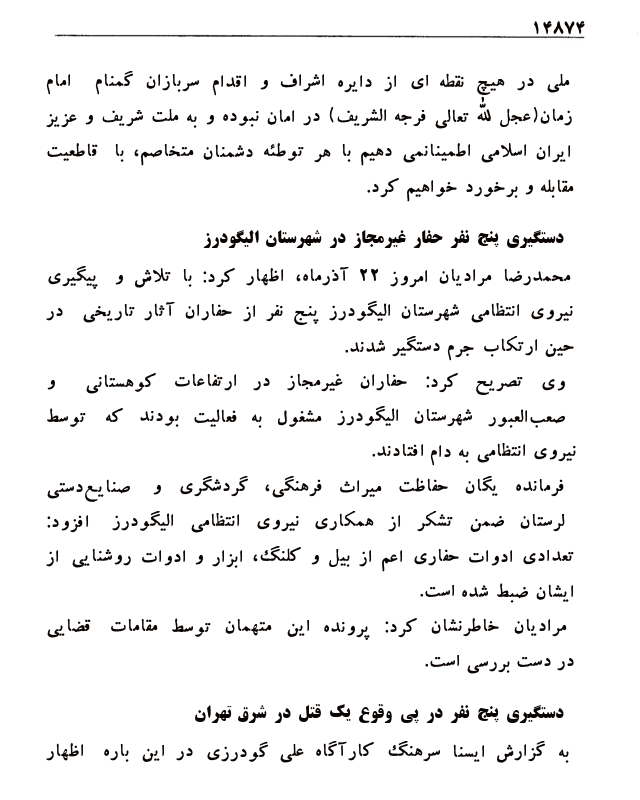 ۱۴۸۷۴
ملی در هیچ نقطه ای از دایره اشراف و اقدام سربازان گمنام امام
زمان(عجل لله تعالی فرجه الشریف) در امان نبوده و به ملت شریف و عزیز
ایران اسلامی اطمینانمی دهیم با هر توطئه دشمنان متخاصم، با قاطعیت
مقابله و برخورد خواهیم کرد.
دستگیری پنج نفر حفار غیرمجاز در شهرستان الیگودرز
محمدرضا مرادیان امروز ۲۲ آذرماه، اظهار کرد: با تلاش و پیگیری
نیروی انتظامی شهرستان الیگودرز پنج نفر از حفاران آثار تاریخی در
حین ارتکاب جرم دستگیر شدند.
وی تصریح کرد: حفاران غیرمجاز در ارتفاعات کوهستانی و
صعب‌العبور شهرستان الیگودرز مشغول به فعالیت بودند که توسط
نیروی انتظامی به دام افتادند.
فرمانده یگان حفاظت میراث فرهنگی، گردشگری و صنایع‌دستی
لرستان ضمن تشکر از همکاری نیروی انتظامی الیگودرز افزود:
تعدادی ادوات حفاری اعم از بیل و کلنگ، ابزار و ادوات روشنایی از
ایشان ضبط شده است.
مرادیان خاطرنشان کرد: پرونده این متهمان توسط مقامات قضایی
در دست بررسی است.
دستگیری پنج نفر در پی وقوع یک قتل در شرق تهران
به گزارش ایسنا سرهنگ کارآگاه علی گودرزی در این باره اظهار